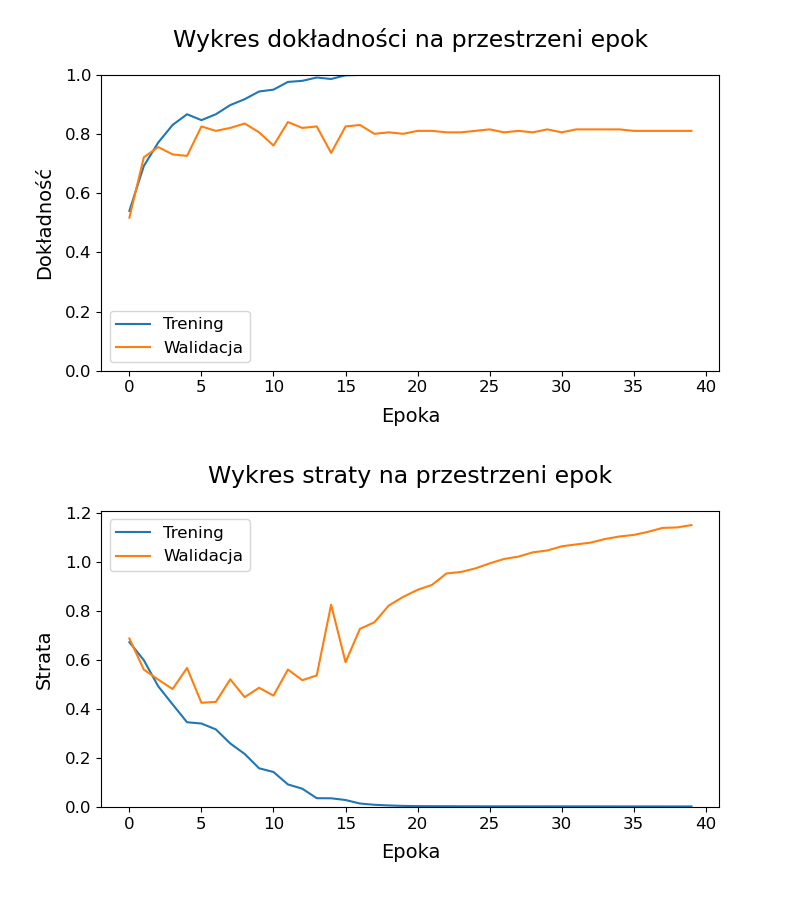 Wykres dokładności na przestrzeni epok
1.0
0.8
0.6
0.4
0.2
0.0
Dokładność
Trening
Walidacja
0 5 10 15 20 25 30 35 40
Epoka
Wykres straty na przestrzeni epok
1.2
1.0
0.8
0.6
0.4
0.2
0.0
Strata
Trening
Walidacja
0 5 10 15 20 25 30 35 40
Epoka